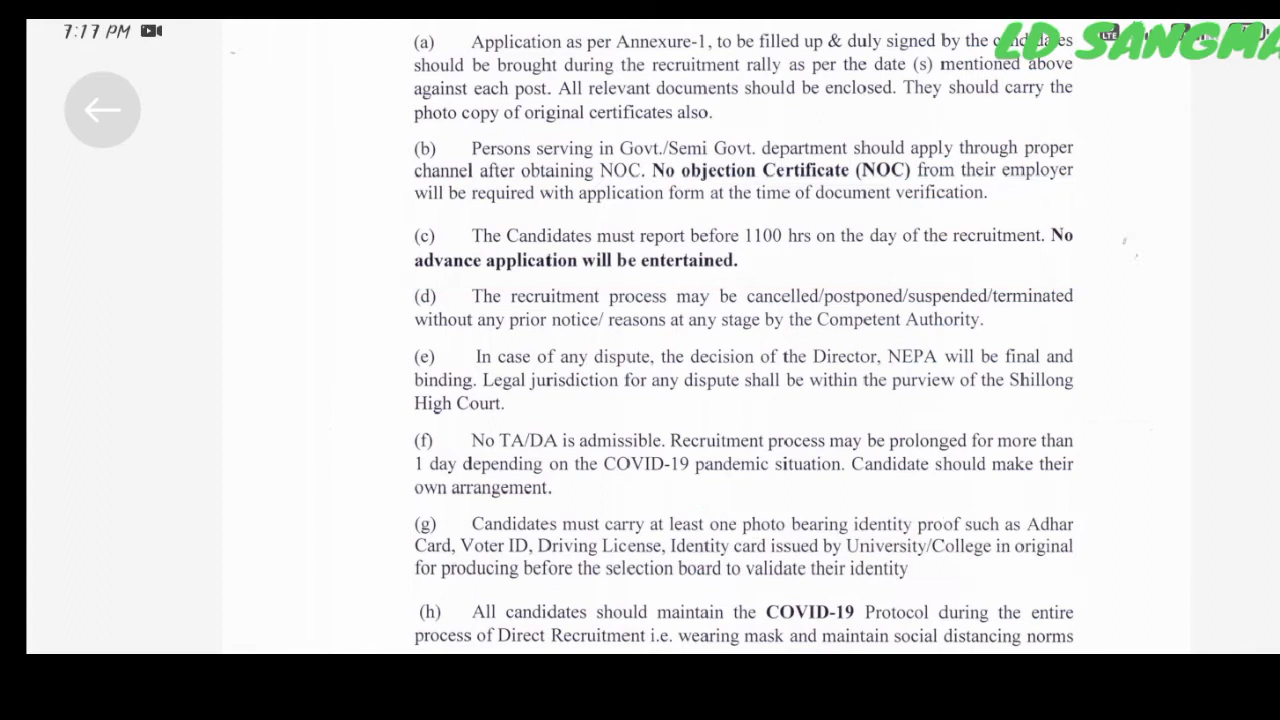 7:17 PM
LD SANGMA
(a) Application as per Annexure-1, to be filled up & duly signed by the candidates
should be brought during the recruitment rally as per the date (s) mentioned above
against each post. All relevant documents should be enclosed. They should carry the
photo copy of original certificates also.
(b) Persons serving in Govt./Semi Govt. department should apply through proper
channel after obtaining NOC. No objection Certificate (NOC) from their employer
will be required with application form at the time of document verification.
(c) The Candidates must report before 1100 hrs on the day of the recruitment. No
advance application will be entertained.
(d) The recruitment process may be cancelled/postponed/suspended/terminated
without any prior notice/ reasons at any stage by the Competent Authority.
(e) In case of any dispute, the decision of the Director, NEPA will be final and
binding. Legal jurisdiction for any dispute shall be within the purview of the Shillong
High Court.
(f) No TA/DA is admissible. Recruitment process may be prolonged for more than
1 day depending on the COVID-19 pandemic situation. Candidate should make their
own arrangement.
(g) Candidates must carry at least one photo bearing identity proof such as Adhar
Card, Voter ID, Driving License, Identity card issued by University/College in original
for producing before the selection board to validate their identity
(h) All candidates should maintain the COVID-19 Protocol during the entire
process of Direct Recruitment i.e. wearing mask and maintain social distancing norms